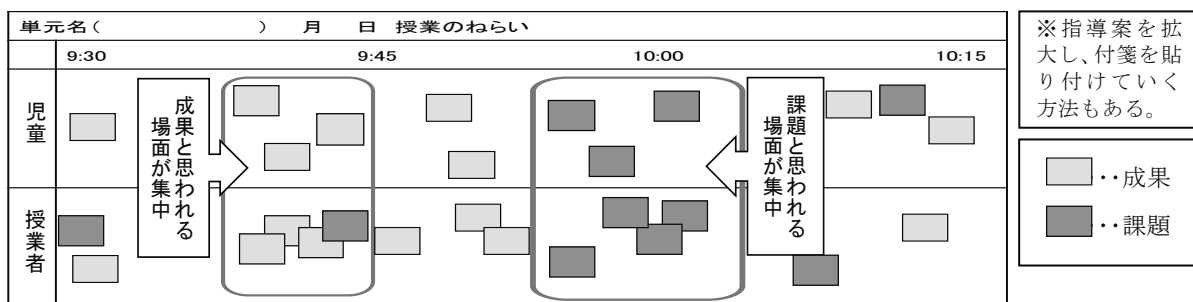 単元名(　　　　　　　) 月　日 授業のねらい
9:30 9:45 10:00 10:15
児童
授業者
成果と思われる
場面が集中
課題と思われる
場面が集中
※指導案を拡
大し、付箋を貼
り付けていく
方法もある。
・・成果
・・課題